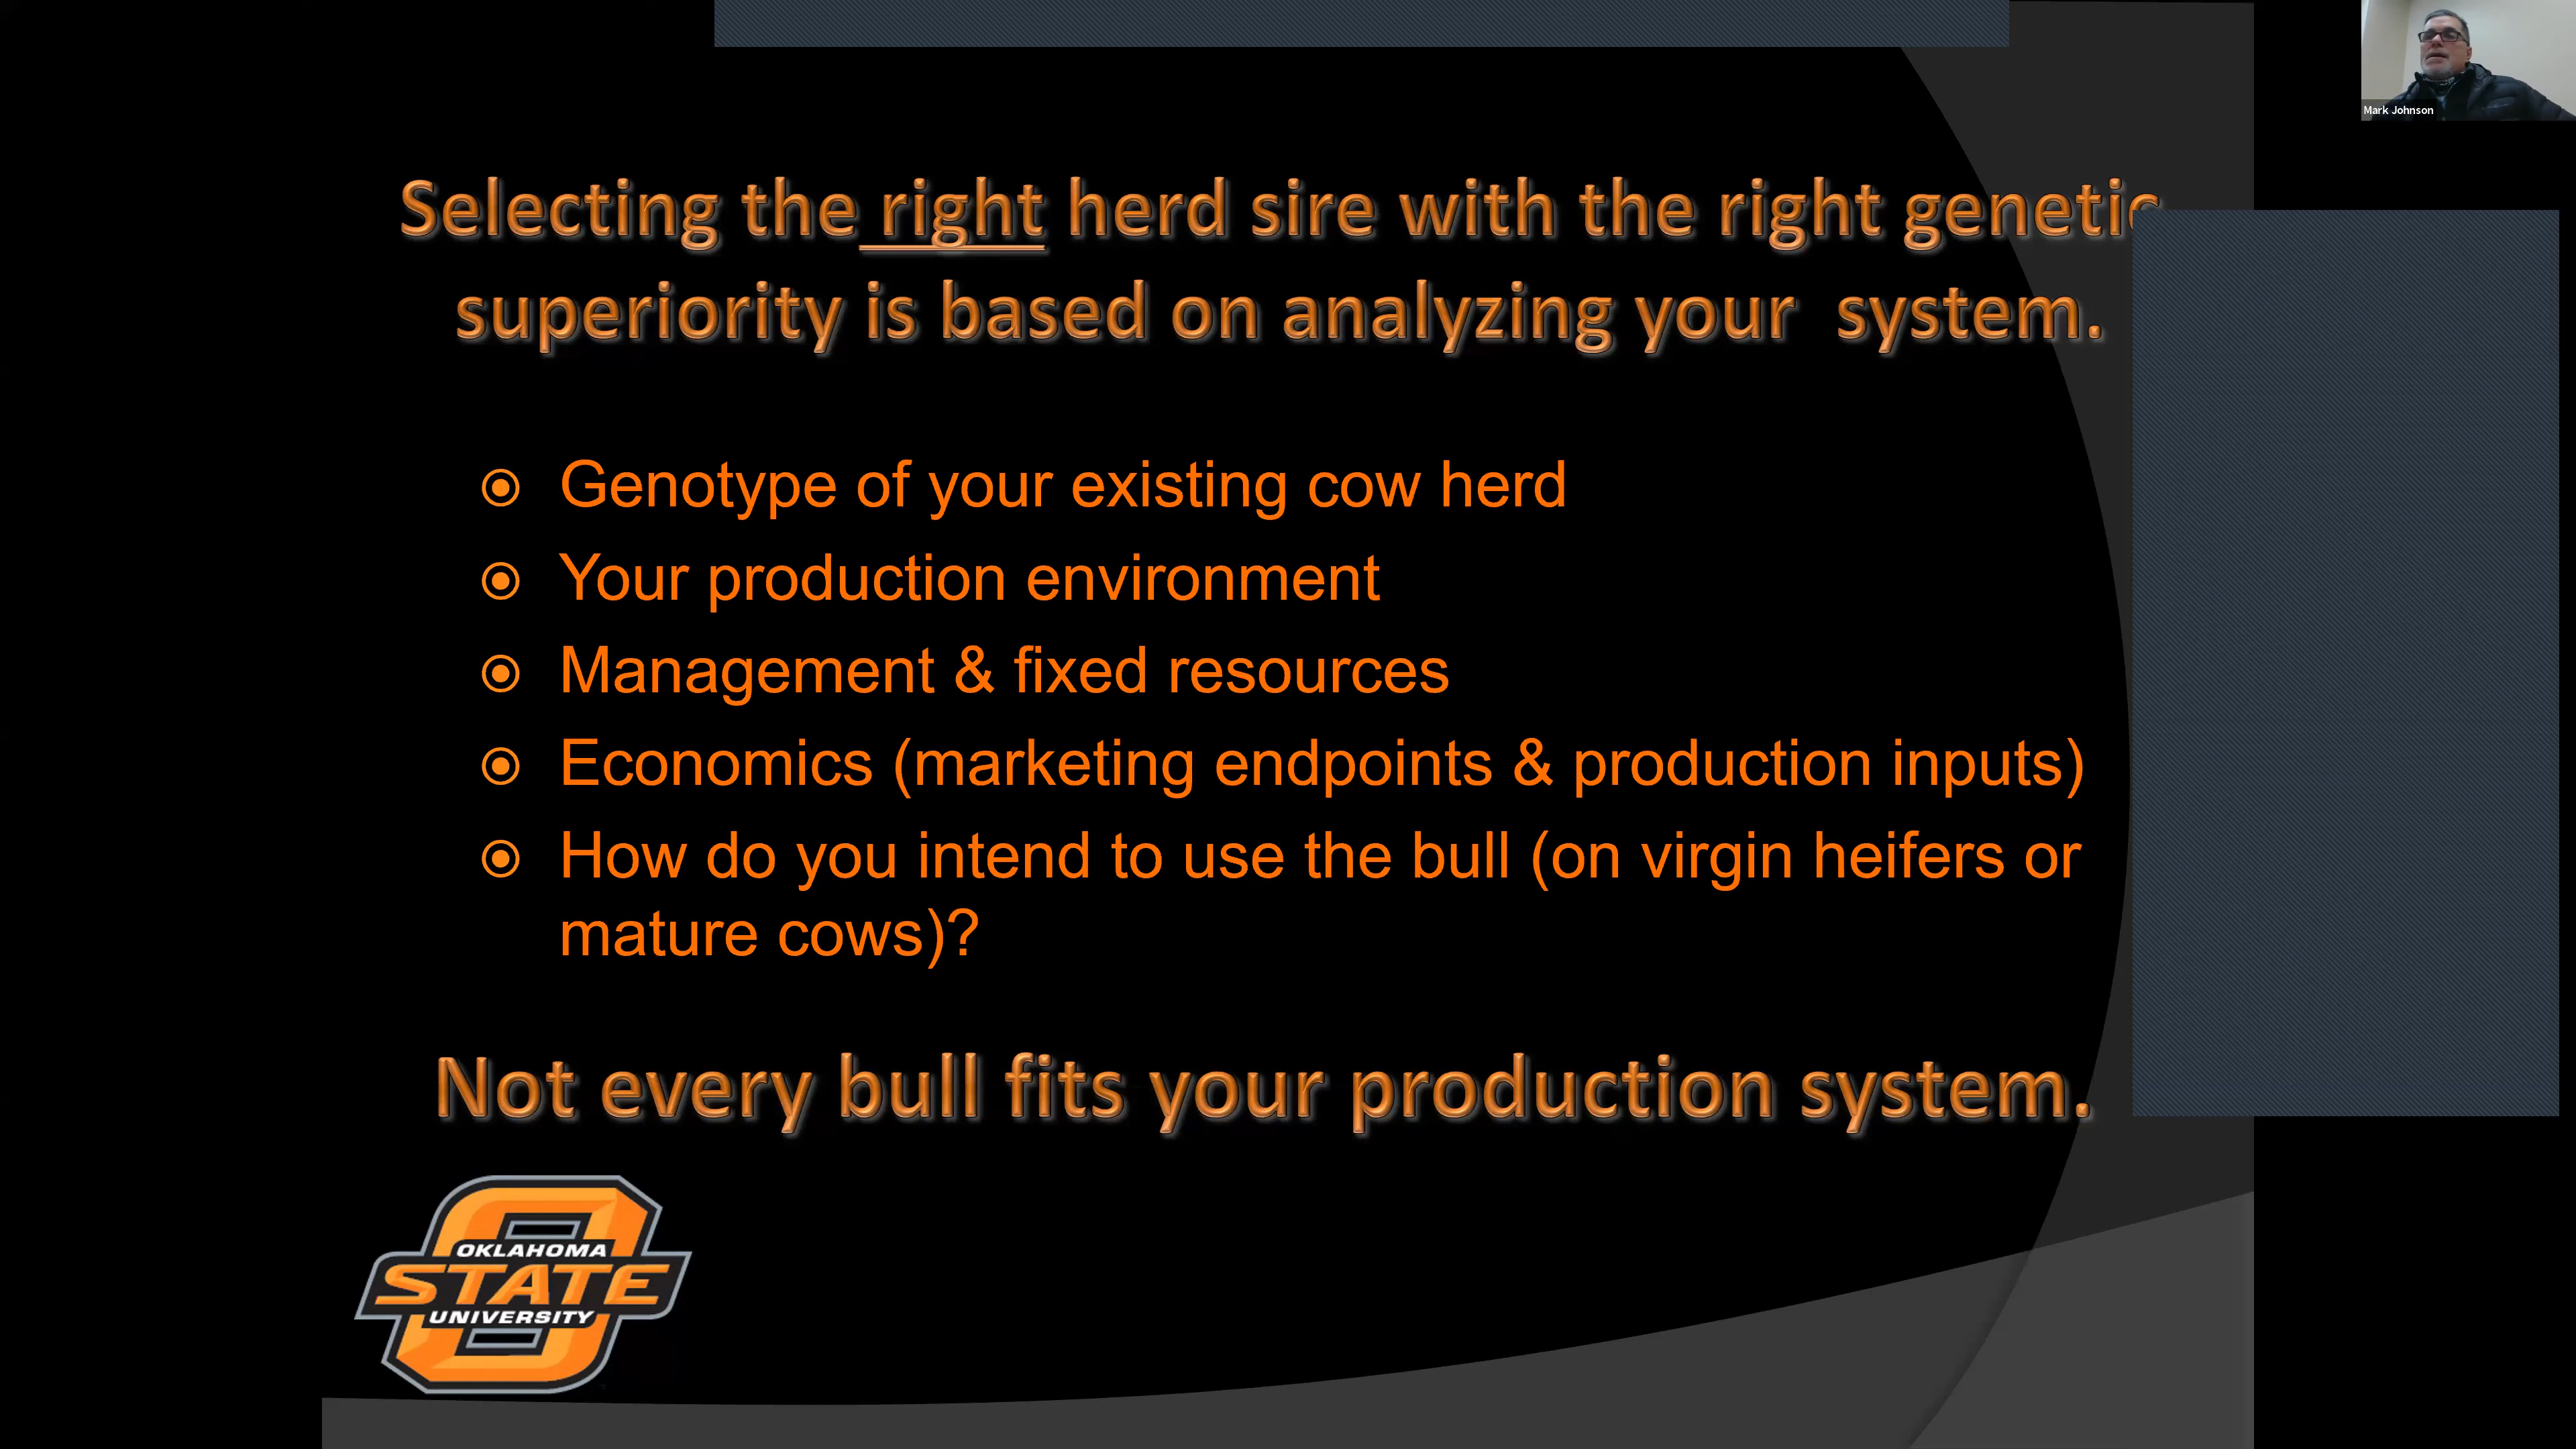 Mark Johnson
Selecting the right herd sire with the right genetic
superiority is based on analyzing your system.
Genotype of your existing cow herd
Your production environment
Management & fixed resources
Economics (marketing endpoints & production inputs)
How do you intend to use the bull (on virgin heifers or
mature cows)?
Not every bull fits your production system.
OKLAHOMA
STATE
UNIVERSITY